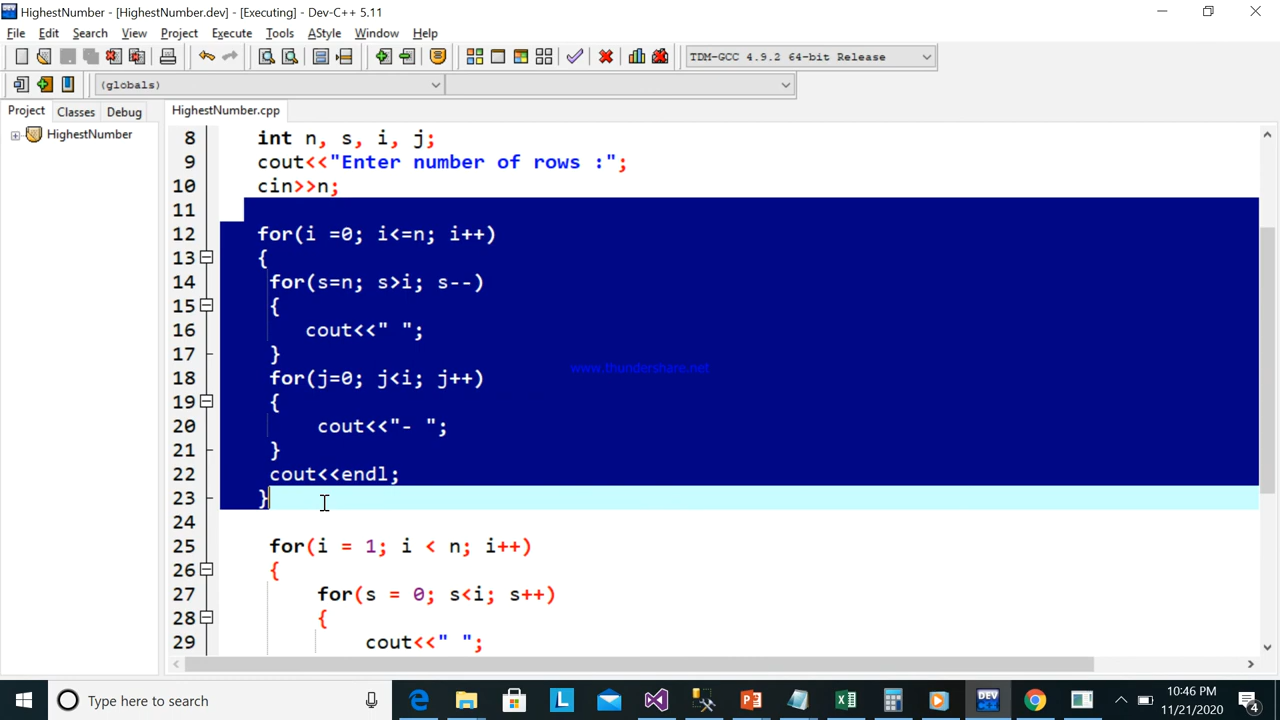 HighestNumber - [HighestNumber.dev] - [Executing] - Dev-C++ 5.11
File Edit Search View Project Execute Tools AStyle Window Help
TDM-GCC 4.9.2 64-bit Release
(globals)
Project Classes Debug
HighestNumber.cpp
HighestNumber
8 int n, s, i, j;
9 cout<<"Enter number of rows :";
10 cin>>n;
11
12 for(i =0; i<=n; i++)
13 {
14 for(s=n; s>i; s--)
15 {
16 cout<<" ";
17 }
www.thundershare.net
18 for(j=0; j<i; j++)
19 {
20 cout<<"- ";
21 }
22 cout<<endl;
23 }
24
25 for(i = 1; i < n; i++)
26 {
27 for(s = 0; s<i; s++)
28 {
29 cout<<" ";
Type here to search
DEV
10:46 PM
11/21/2020
4